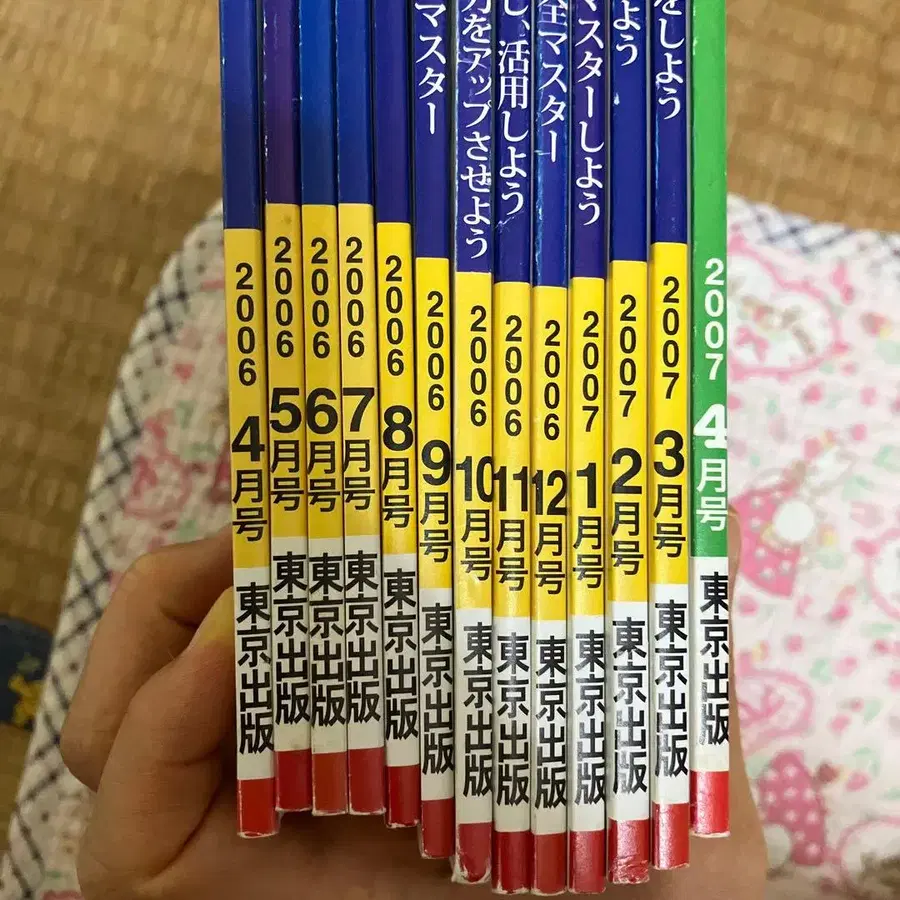 2006 4月号 東京出版
2006 5月号 東京出版
2006 6月号 東京出版
2006 7月号 東京出版
2006 8月号 東京出版
マスター 2006 9月号 東京出版
をアップさせよう 2006 10月号 東京出版
し、活用しよう 2006 11月号 東京出版
全マスター 2006 12月号 東京出版
マスターしよう 2007 1月号 東京出版
よう 2007 2月号 東京出版
をしよう 2007 3月号 東京出版
2007 4月号 東京出版